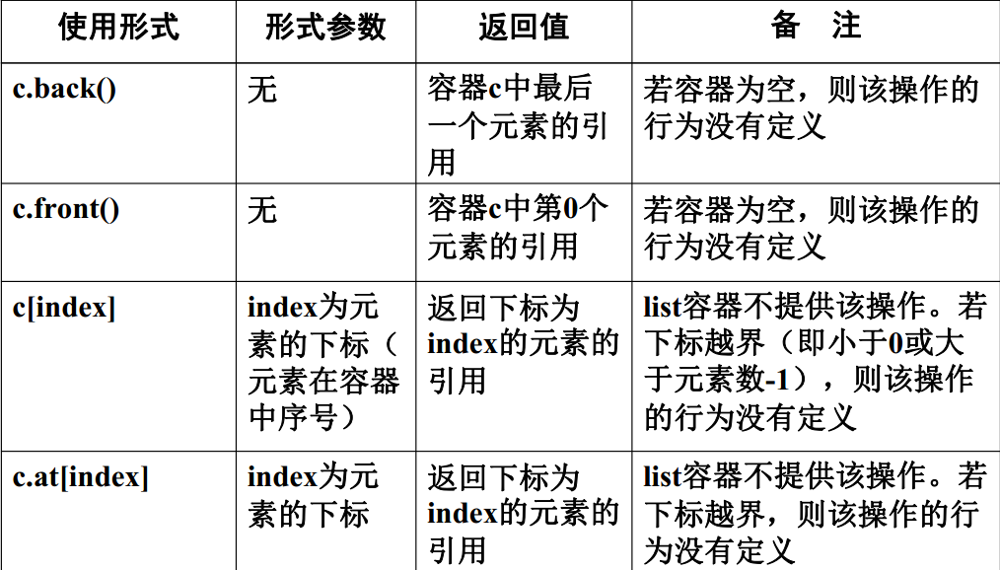 使用形式 形式参数 返回值 备 注
c.back()
无
容器c中最后
一个元素的引
用
若容器为空，则该操作的
行为没有定义
c.front()
无
容器c中第0个
元素的引用
若容器为空，则该操作的
行为没有定义
c[index]
index为元
素的下标（
元素在容器
中序号）
返回下标为
index的元素的
引用
list容器不提供该操作。若
下标越界（即小于0或大
于元素数-1），则该操作
的行为没有定义
c.at[index]
index为元
素的下标
返回下标为
index的元素的
引用
list容器不提供该操作。若
下标越界，则该操作的行
为没有定义